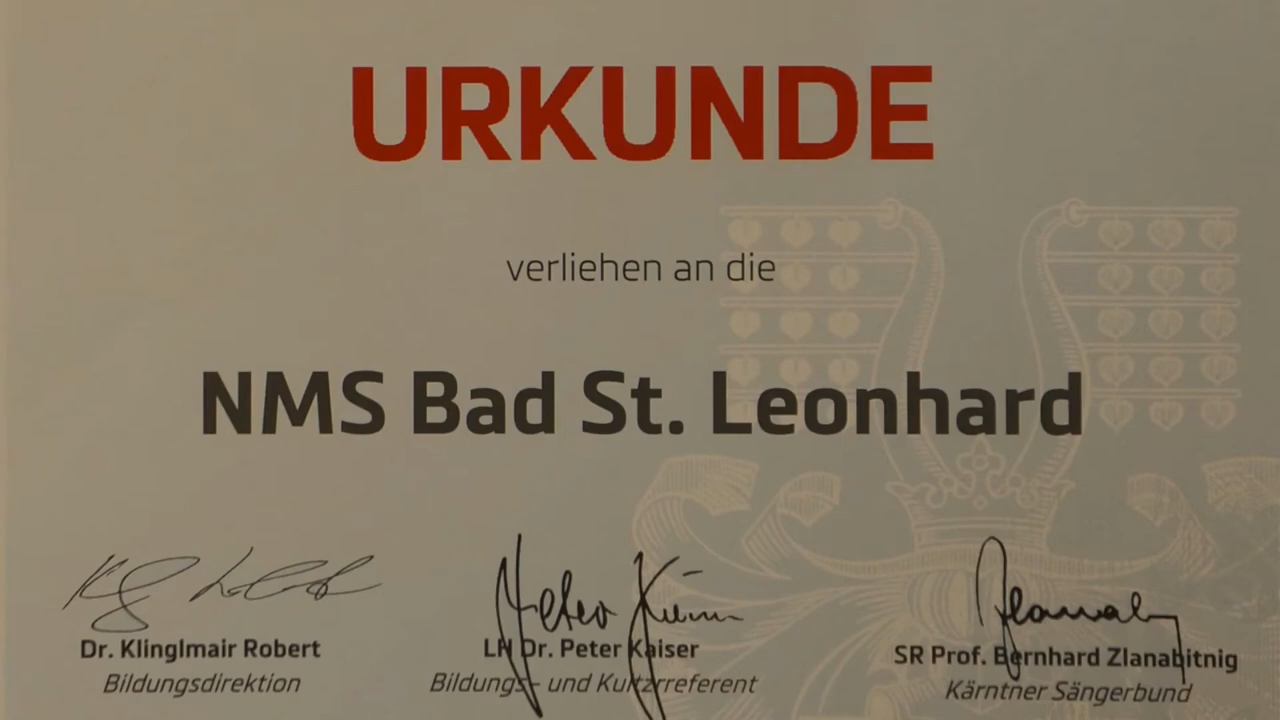 URKUNDE
verliehen an die
NMS Bad St. Leonhard
Dr. Klinglmair Robert
LH Dr. Peter Kaiser
SR Prof. Bernhard Zlanabitnig
Bildungsdirektion
Bildungs- und Kulturreferent
Kärntner Sängerbund